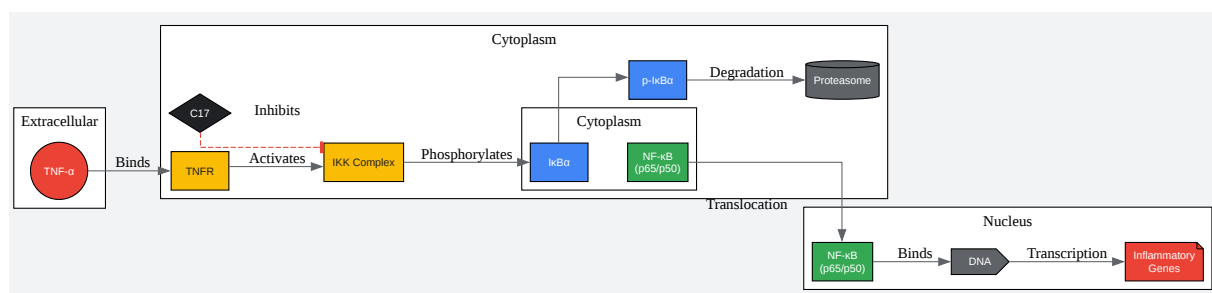 Cytoplasm
p-IκBα
Degradation
Proteasome
C17
Inhibits
Extracellular
Cytoplasm
TNF-α
Binds
TNFR
Activates
IKK Complex
Phosphorylates
IκBα
NF-κB
(p65/p50)
Translocation
Nucleus
NF-κB
(p65/p50)
Binds
DNA
Transcription
Inflammatory
Genes